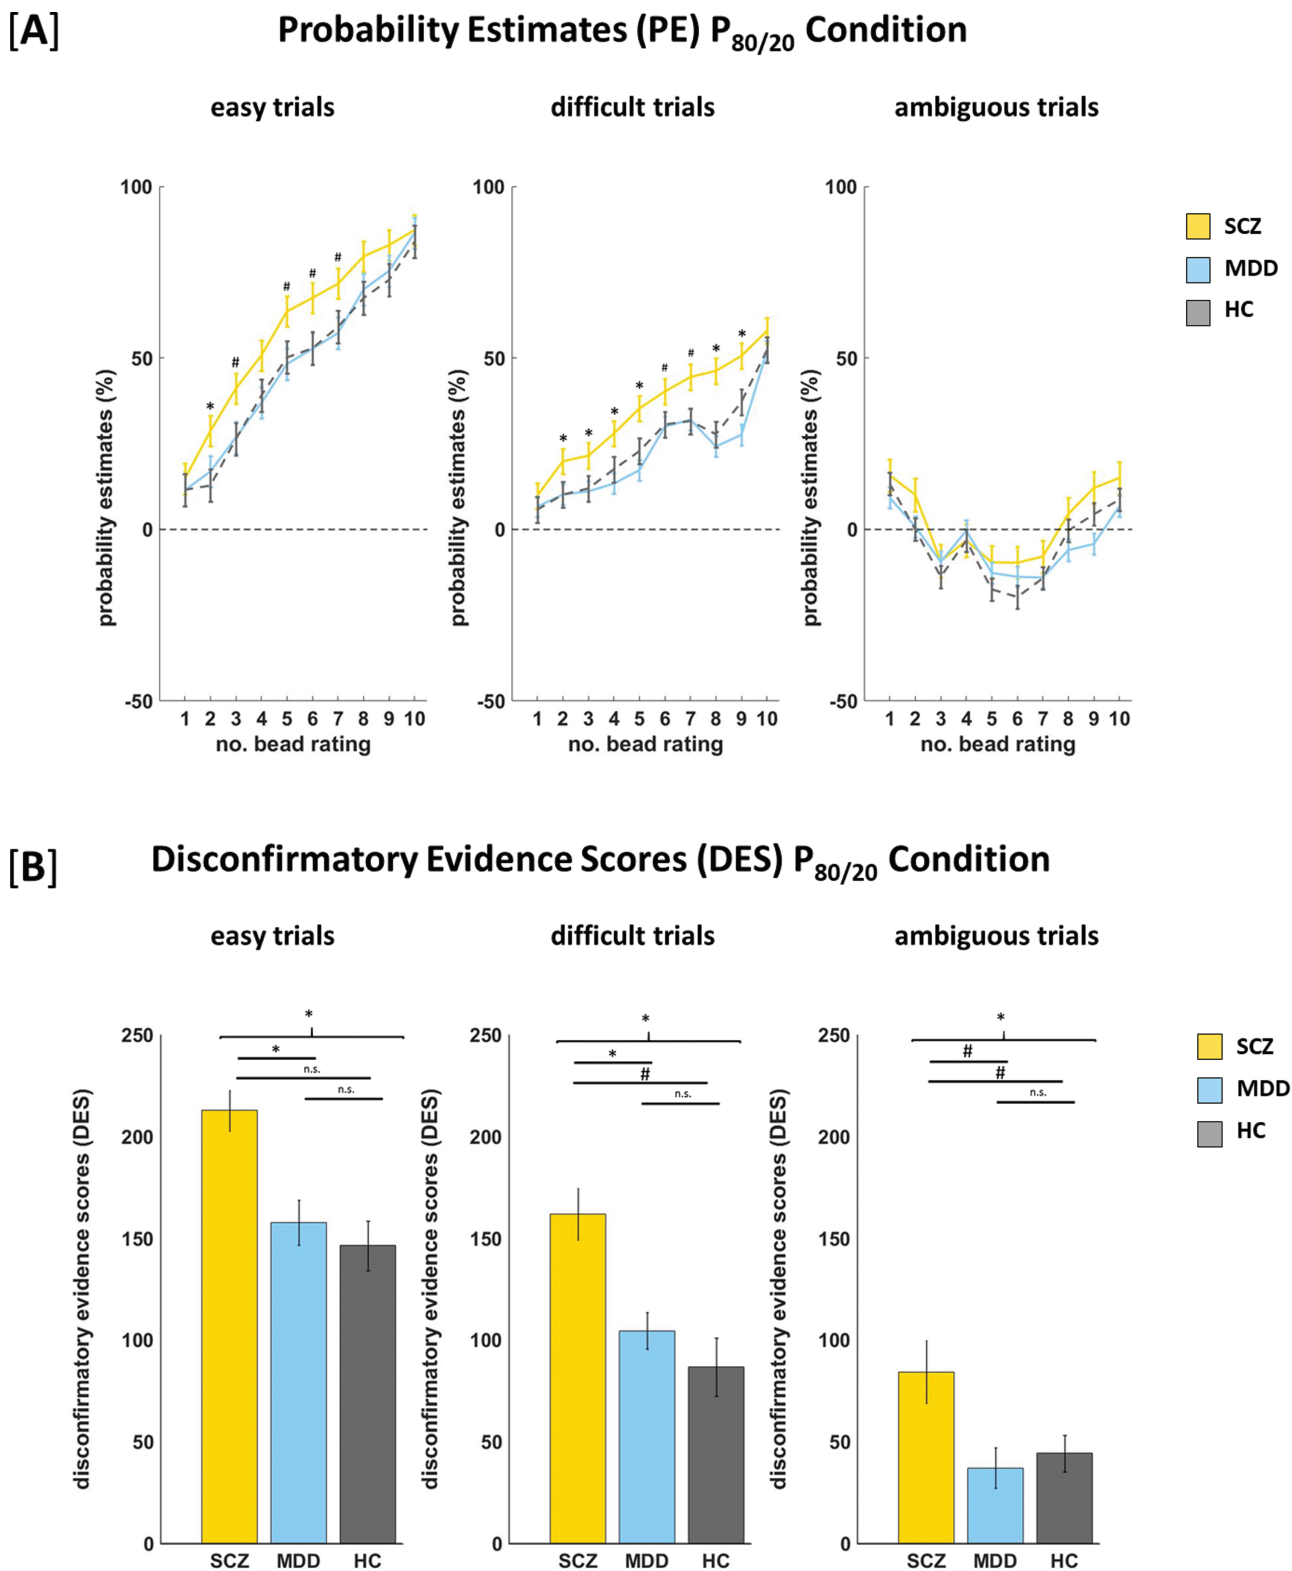 [A] Probability Estimates (PE) P80/20 Condition
easy trials difficult trials ambiguous trials
100 100 100
SCZ
MDD
HC
# # # # *
* * * * # # * *
50 50 50
0 0 0
-50 -50 -50
probability estimates (%) probability estimates (%) probability estimates (%)
1 2 3 4 5 6 7 8 9 10 1 2 3 4 5 6 7 8 9 10 1 2 3 4 5 6 7 8 9 10
no. bead rating no. bead rating no. bead rating
[B] Disconfirmatory Evidence Scores (DES) P80/20 Condition
easy trials difficult trials ambiguous trials
* * *
250 250 250
* * #
n.s. # #
n.s. n.s. n.s.
SCZ
MDD
HC
200 200 200
150 150 150
100 100 100
50 50 50
0 0 0
disconfirmatory evidence scores (DES) disconfirmatory evidence scores (DES) disconfirmatory evidence scores (DES)
SCZ MDD HC SCZ MDD HC SCZ MDD HC